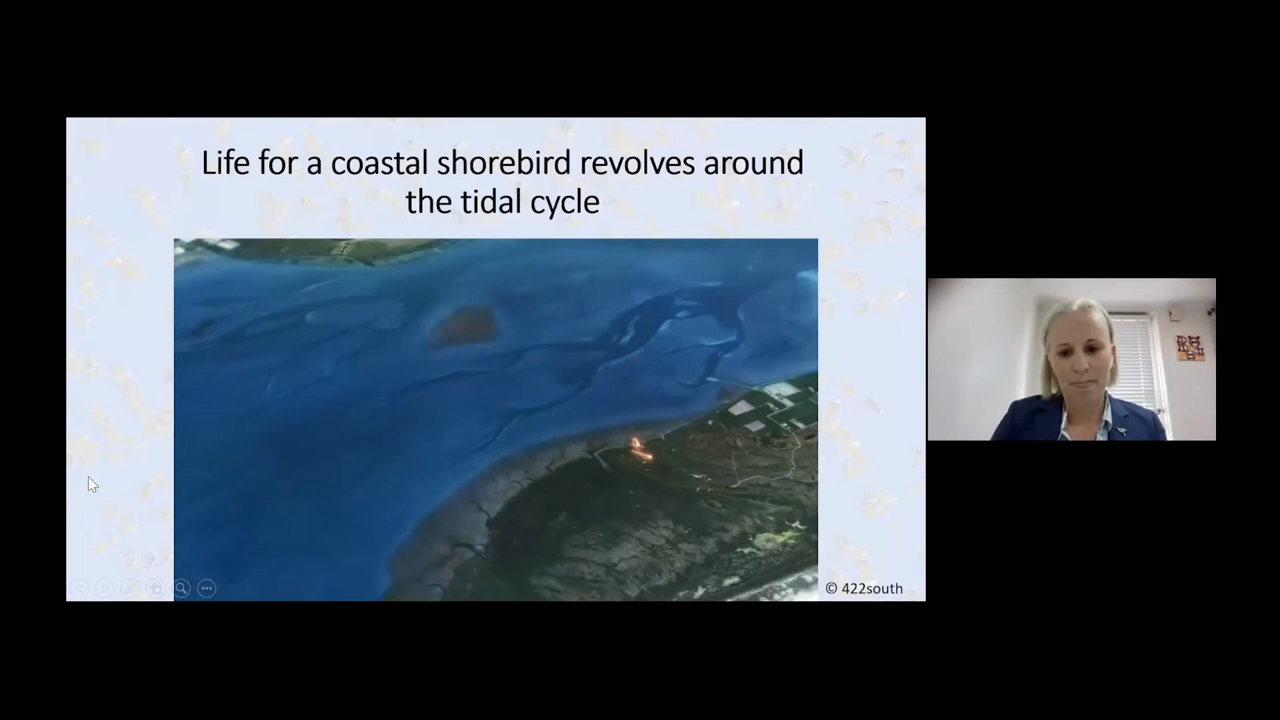 Life for a coastal shorebird revolves around
the tidal cycle
© 422south